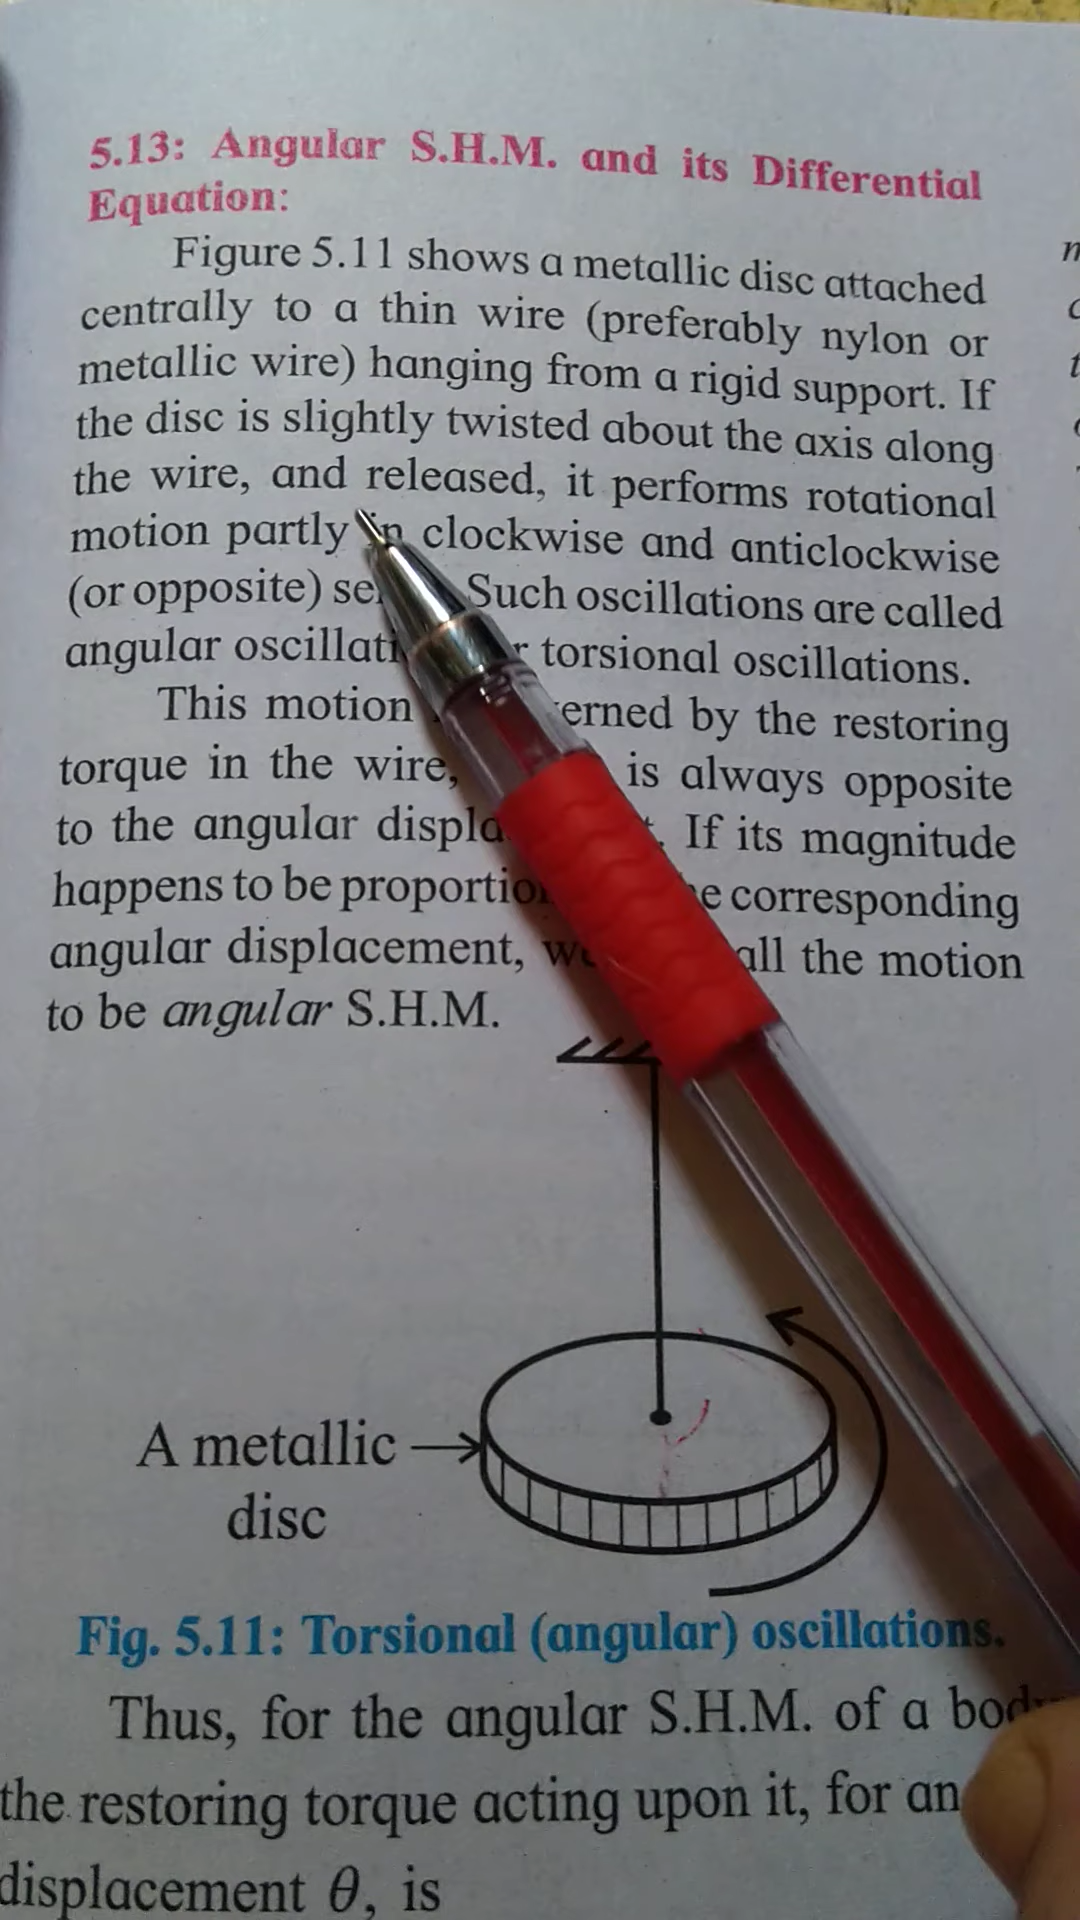 5.13: Angular S.H.M. and its Differential
Equation:
Figure 5.11 shows a metallic disc attached
centrally to a thin wire (preferably nylon or
metallic wire) hanging from a rigid support. If
the disc is slightly twisted about the axis along
the wire, and released, it performs rotational
motion partly in clockwise and anticlockwise
(or opposite) Such oscillations are called
angular torsional oscillations.
This motion by the restoring
torque in the wire, is always opposite
to the angular If its magnitude
happens to be corresponding
angular displacement, the motion
to be angular S.H.M.
A metallic
disc
Fig. 5.11: Torsional (angular) oscillations.
Thus, for the angular S.H.M. of a body
the restoring torque acting upon it, for an
displacement θ, is